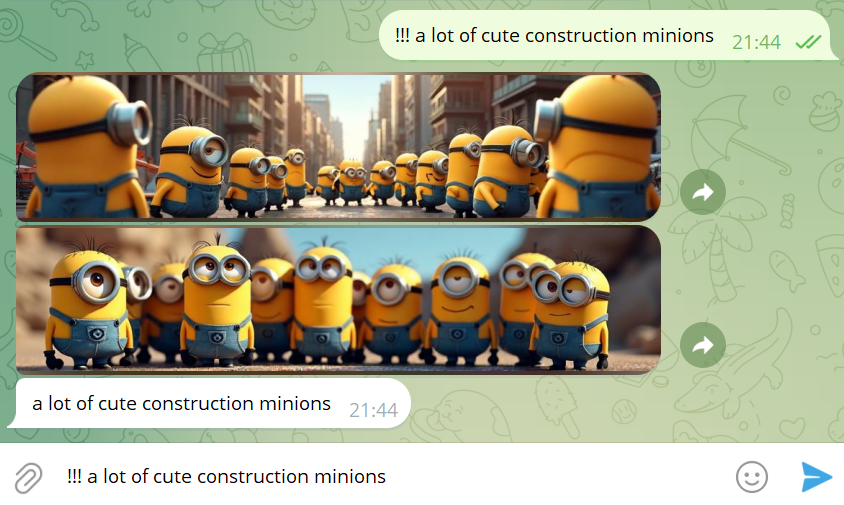 !!! a lot of cute construction minions 21:44
a lot of cute construction minions 21:44
!!! a lot of cute construction minions